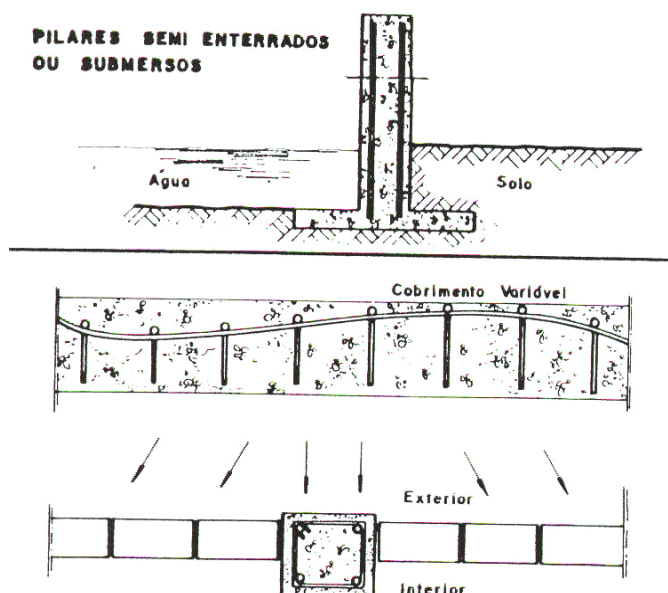 PILARES SEMI ENTERRADOS
OU SUBMERSOS
Água
Solo
Cobrimento Variável
Exterior
Interior